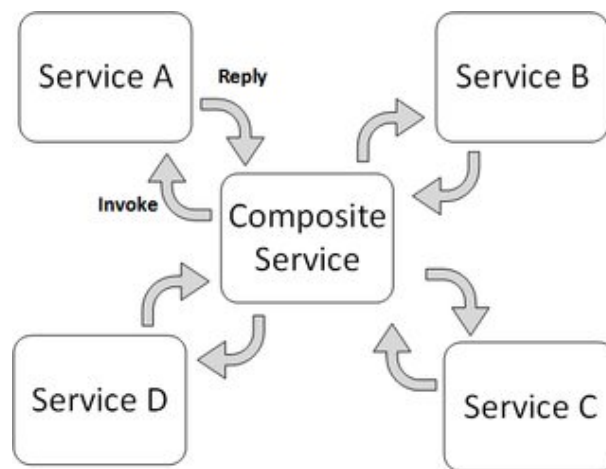 Service A
Reply
Service B
Invoke
Composite
Service
Service D
Service C